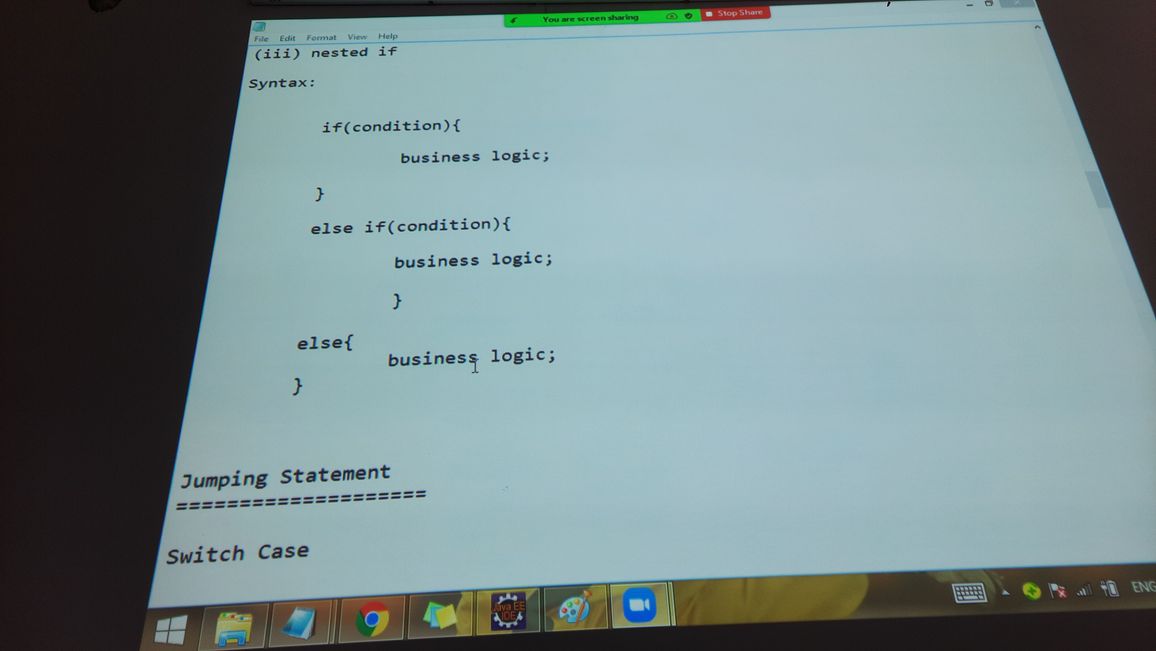 You are screen sharing Stop Share
File Edit Format View Help
(iii) nested if
Syntax:
if(condition){
business logic;
}
else if(condition){
business logic;
}
else{
business logic;
}
Jumping Statement
====================
Switch Case
Java EE
IDE
ENG